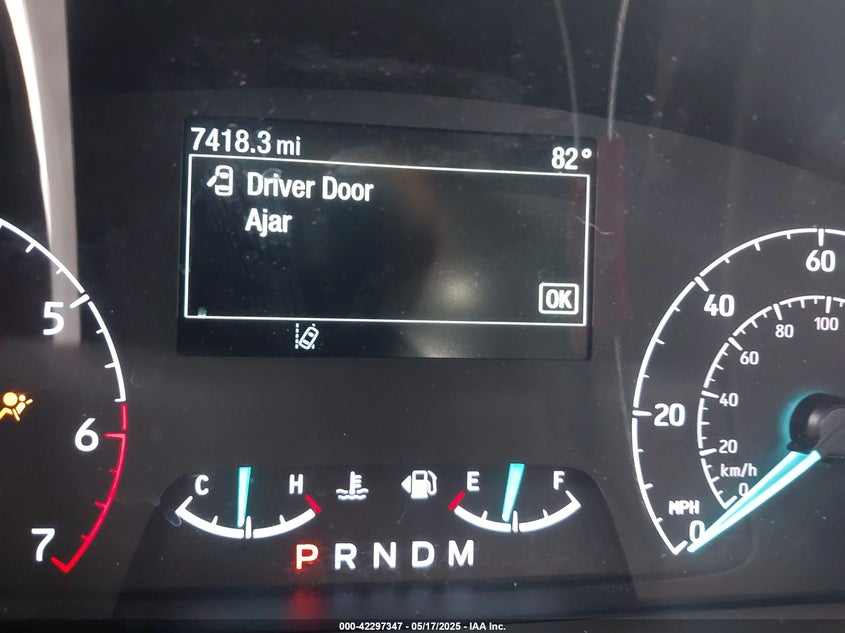 7418.3 mi
82°
Driver Door
Ajar
OK
5
6
7
C H
E F
PRNDM
60
40
20
0
MPH
100
80
60
40
20
0
km/h
000-42297347 - 05/17/2025 - IAA Inc.